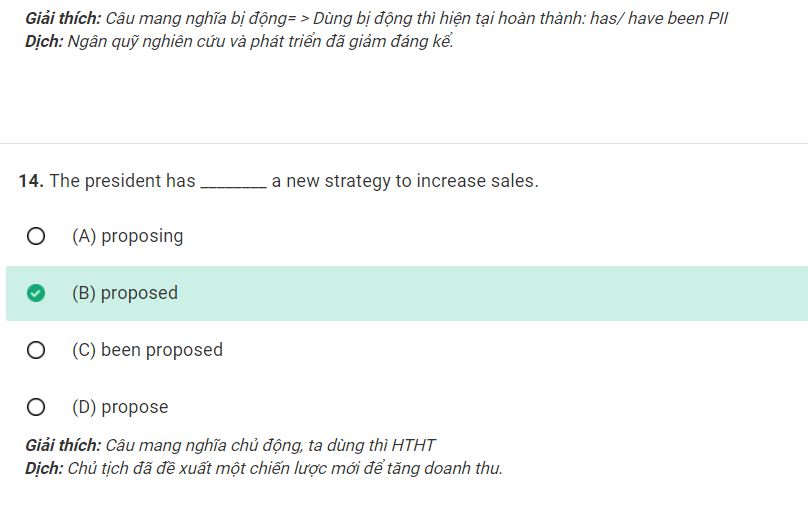 Giải thích: Câu mang nghĩa bị động= > Dùng bị động thì hiện tại hoàn thành: has/ have been PII
Dịch: Ngân quỹ nghiên cứu và phát triển đã giảm đáng kể.
14. The president has ________ a new strategy to increase sales.
(A) proposing
(B) proposed
(C) been proposed
(D) propose
Giải thích: Câu mang nghĩa chủ động, ta dùng thì HTHT
Dịch: Chủ tịch đã đề xuất một chiến lược mới để tăng doanh thu.